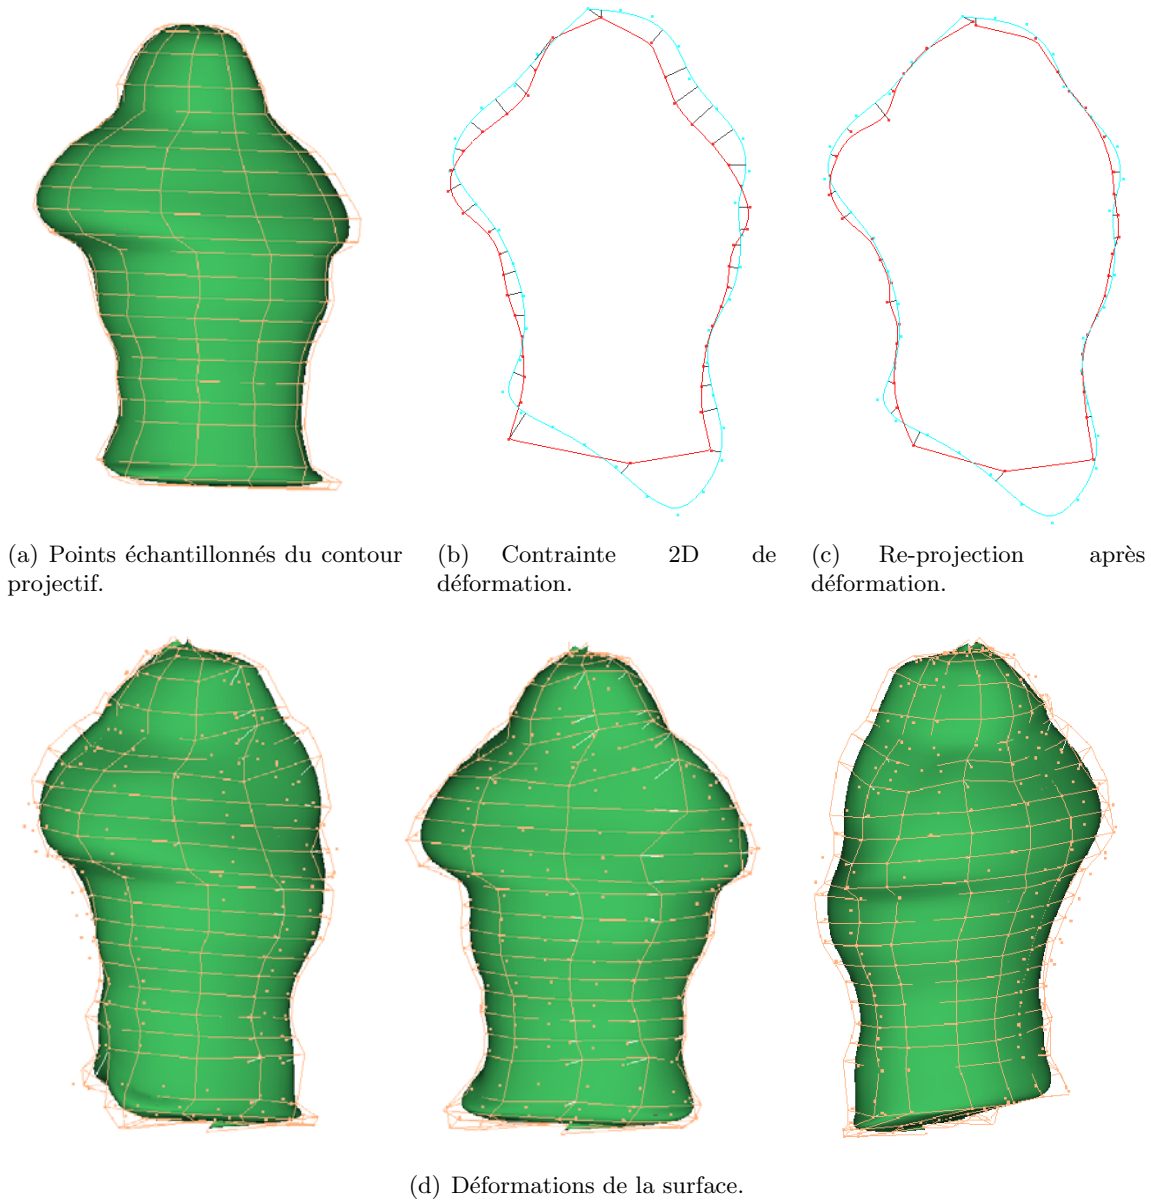 (a) Points échantillonnés du contour
projectif.
(b) Contrainte 2D de
déformation.
(c) Re-projection après
déformation.
(d) Déformations de la surface.